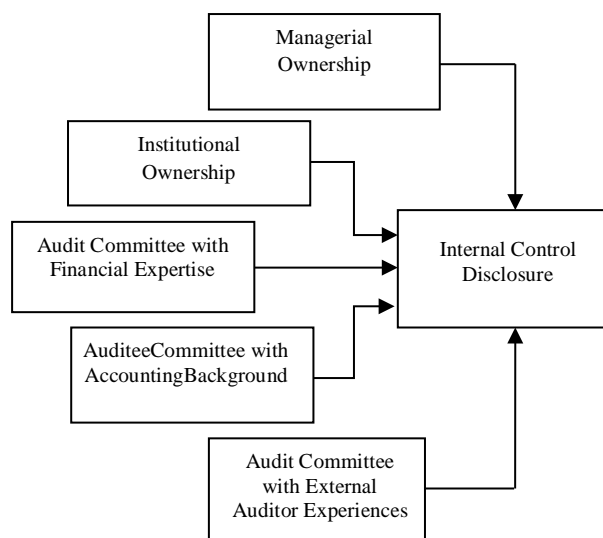 Managerial
Ownership
Institutional
Ownership
Audit Committee with
Financial Expertise
Internal Control
Disclosure
AuditeeCommittee with
AccountingBackground
Audit Committee
with External
Auditor Experiences